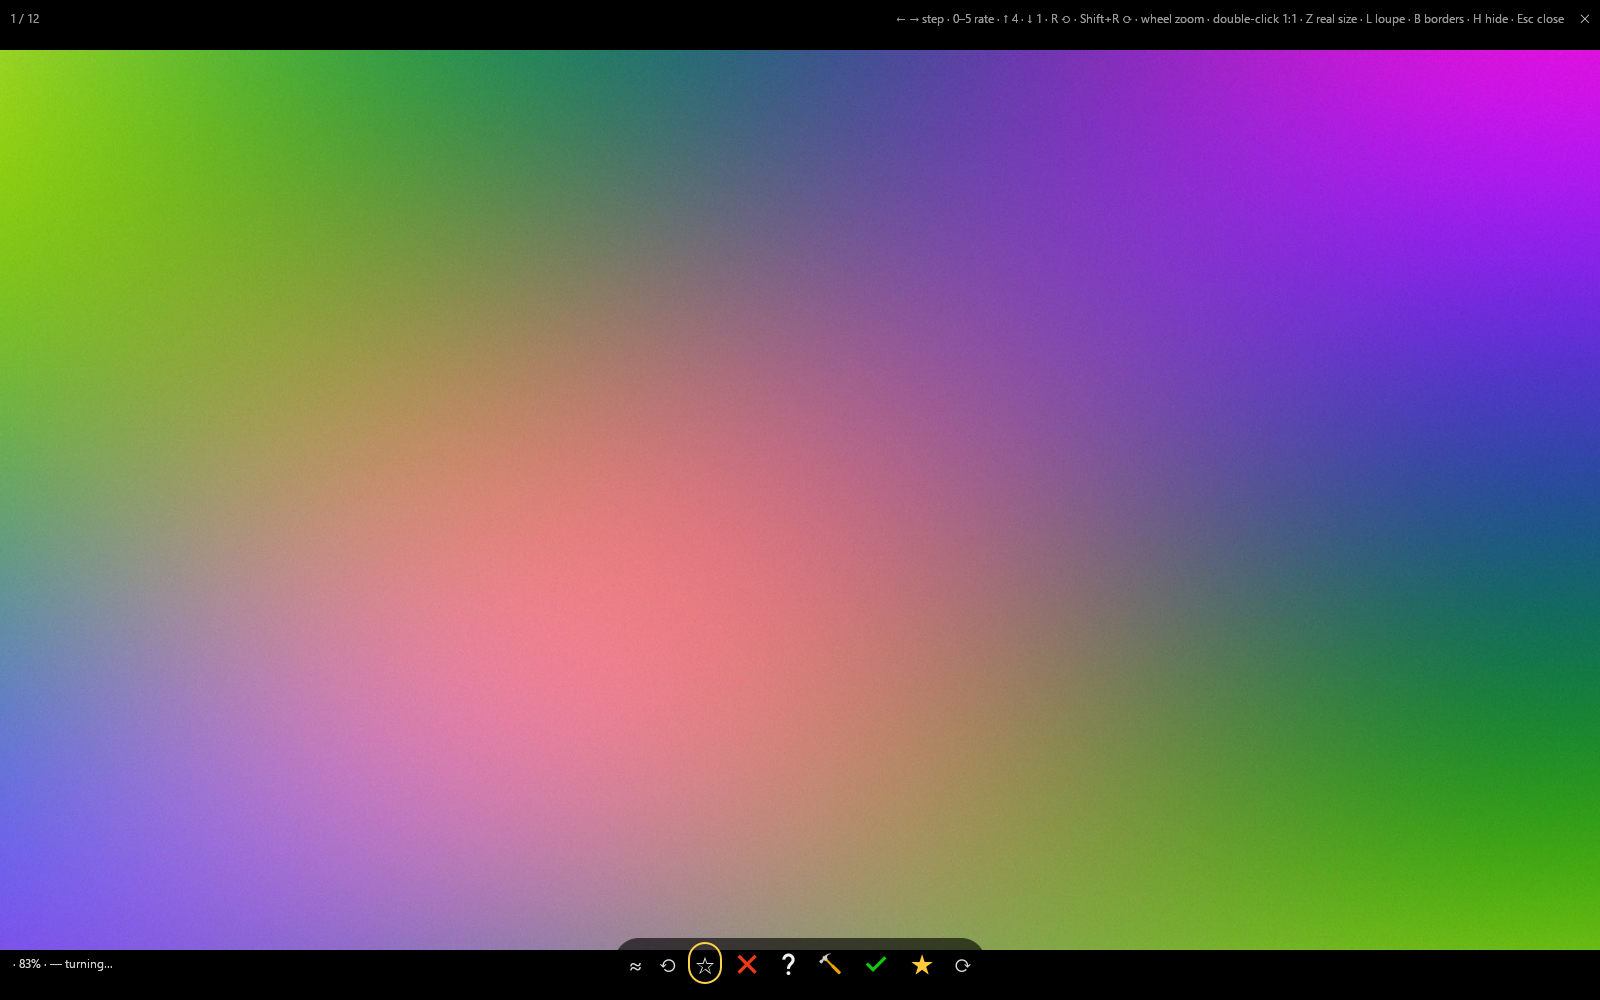 1 / 12
← → step · 0–5 rate · ↑ 4 · ↓ 1 · R ⟲ · Shift+R ⟳ · wheel zoom · double-click 1:1 · Z real size · L loupe · B borders · H hide · Esc close ×
· 83% · — turning...